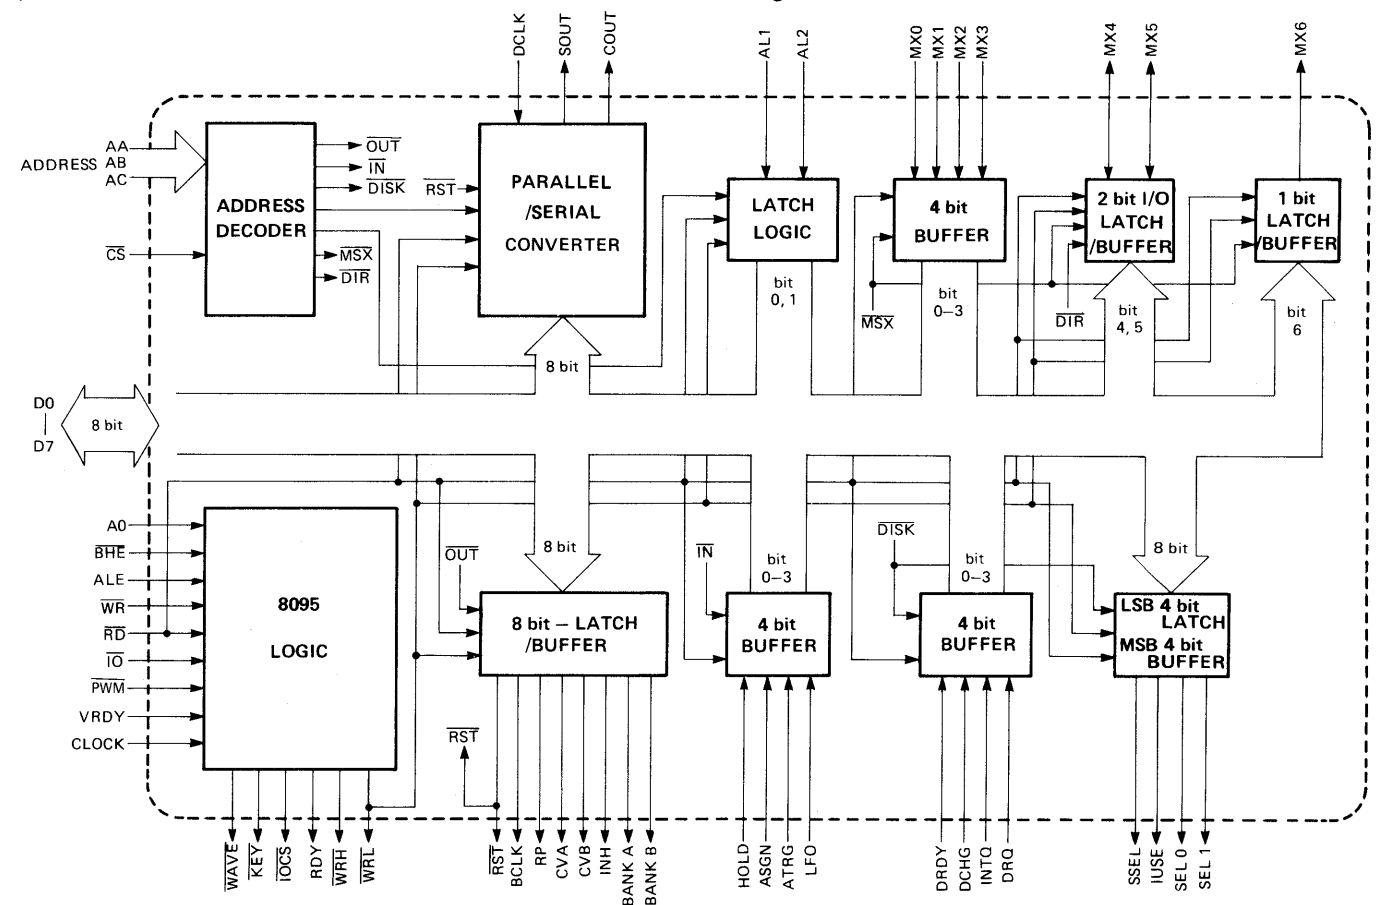 DCLK
SOUT
COUT
AL1
AL2
MX0
MX1
MX2
MX3
MX4
MX5
MX6
ADDRESS
AA
AB
AC
CS
ADDRESS
DECODER
OUT
IN
DISK
MSX
DIR
RST
PARALLEL
/SERIAL
CONVERTER
LATCH
LOGIC
4 bit
BUFFER
2 bit I/O
LATCH
/BUFFER
1 bit
LATCH
/BUFFER
8 bit
bit
0, 1
MSX
bit
0–3
DIR
bit
4, 5
bit
6
D0
D7
8 bit
A0
BHE
ALE
WR
RD
IO
PWM
VRDY
CLOCK
8095
LOGIC
OUT
8 bit
8 bit – LATCH
/BUFFER
IN
bit
0–3
4 bit
BUFFER
DISK
bit
0–3
4 bit
BUFFER
8 bit
LSB 4 bit
LATCH
MSB 4 bit
BUFFER
RST
WAVE
KEY
IOCS
RDY
WRH
WRL
RST
BCLK
RP
CVA
CVB
INH
BANK A
BANK B
HOLD
ASGN
ATRG
LFO
DRDY
DCHG
INTQ
DRQ
SSEL
IUSE
SEL 0
SEL 1